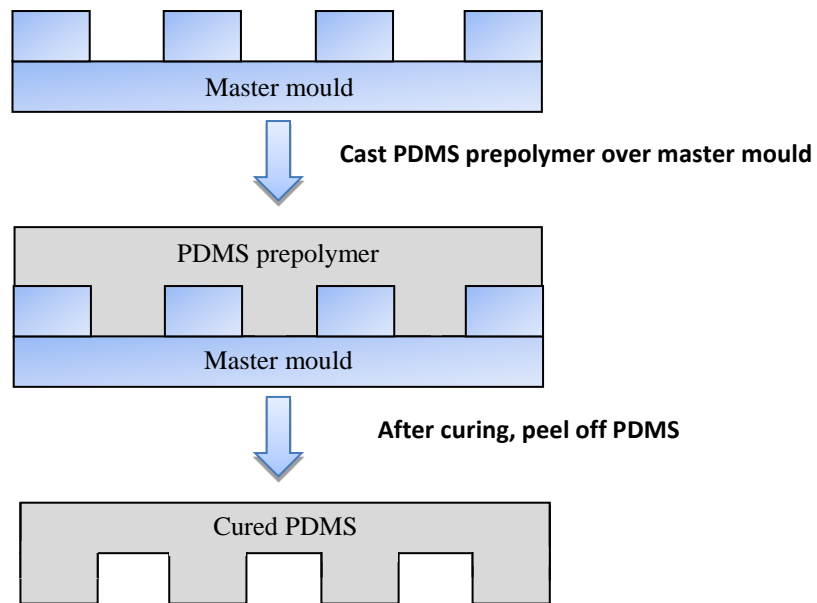 Master mould
Cast PDMS prepolymer over master mould
PDMS prepolymer
Master mould
After curing, peel off PDMS
Cured PDMS